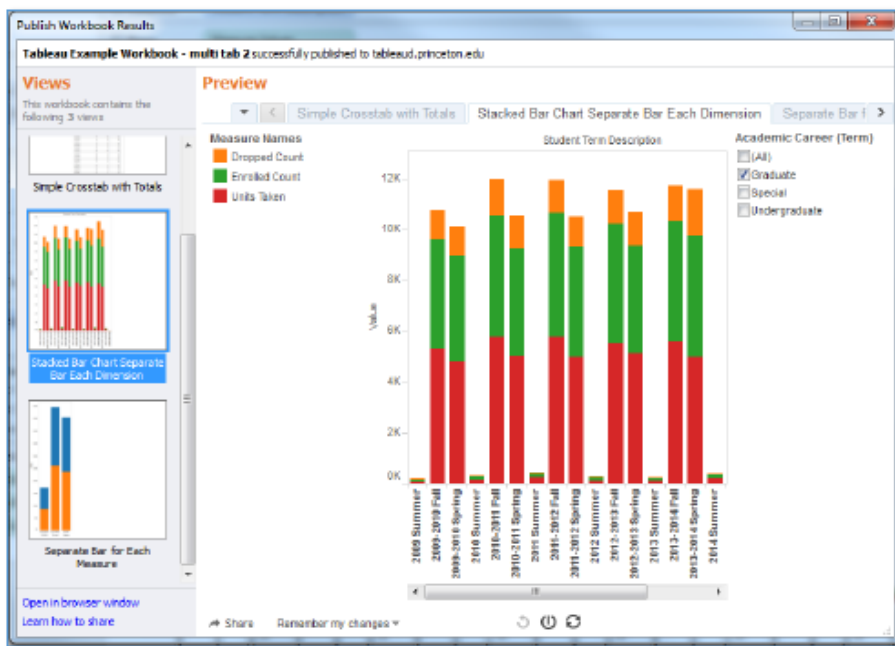 Publish Workbook Results
Tableau Example Workbook - multi tab 2 successfully published to tableaud.princeton.edu
Views
This workbook contains the
following 3 views
Simple Crosstab with Totals
Stacked Bar Chart Separate
Bar Each Dimension
Separate Bar for Each
Measure
Open in browser window
Learn how to share
Preview
Simple Crosstab with Totals
Stacked Bar Chart Separate Bar Each Dimension
Separate Bar f
Measure Names
Dropped Count
Enrolled Count
Units Taken
Student Term Description
Academic Career (Term)
(All)
Graduate
Special
Undergraduate
Value
12K
10K
8K
6K
4K
2K
0K
2009 Summer
2009-2010 Fall
2009-2010 Spring
2010 Summer
2010-2011 Fall
2010-2011 Spring
2011 Summer
2011-2012 Fall
2011-2012 Spring
2012 Summer
2012-2013 Fall
2012-2013 Spring
2013 Summer
2013-2014 Fall
2013-2014 Spring
2014 Summer
Share
Remember my changes